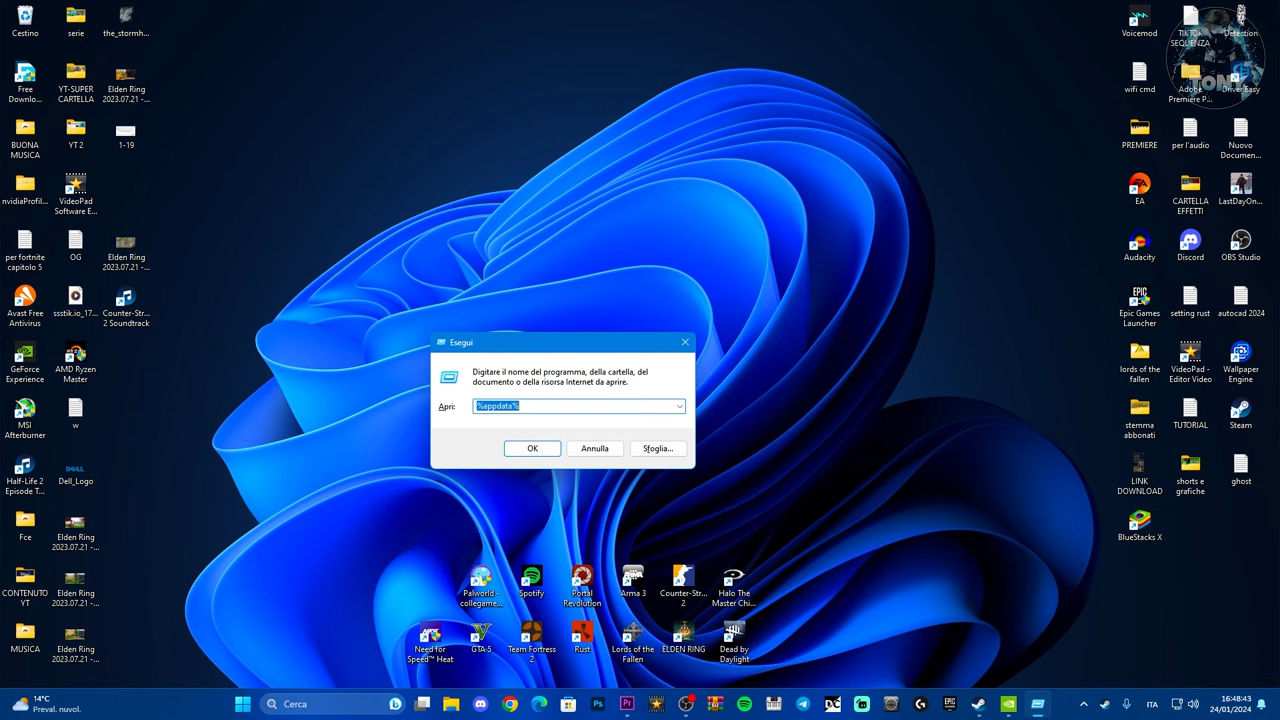 Cestino
serie
the_stormh...
Free
Downlo...
YT-SUPER
CARTELLA
Elden Ring
2023.07.21 -...
BUONA
MUSICA
YT 2
1-19
nvidiaProfil...
VideoPad
Software E...
per fortnite
capitolo 5
OG
Elden Ring
2023.07.21 -...
Avast Free
Antivirus
ssstik.io_17...
Counter-Str...
2 Soundtrack
GeForce
Experience
AMD Ryzen
Master
MSI
Afterburner
w
Half-Life 2
Episode T...
DELL
Dell_Logo
Fce
Elden Ring
2023.07.21 -...
CONTENUTO
YT
Elden Ring
2023.07.21 -...
MUSICA
Elden Ring
2023.07.21 -...
Esegui
Digitare il nome del programma, della cartella, del
documento o della risorsa Internet da aprire.
Apri:
%appdata%
OK
Annulla
Sfoglia...
Palworld -
collegame...
Spotify
Portal
Revolution
Arma 3
Counter-Str...
2
Halo The
Master Chi...
Need for
Speed™ Heat
GTA 5
Team Fortress
2
Rust
Lords of the
Fallen
ELDEN RING
Dead by
Daylight
Voicemod
TIKTOK
SEQUENZA
Detection
wifi cmd
Adobe
Premiere P...
Driver Easy
TONY
PREMIERE
per l'audio
Nuovo
Documen...
EA
CARTELLA
EFFETTI
LastDayOn...
Audacity
Discord
OBS Studio
EPIC
Epic Games
Launcher
setting rust
autocad 2024
lords of the
fallen
VideoPad -
Editor Video
Wallpaper
Engine
stemma
abbonati
TUTORIAL
Steam
LINK
DOWNLOAD
shorts e
grafiche
ghost
BlueStacks X
14°C
Preval. nuvol.
Cerca
Ps
Pr
DC
EPIC
ITA
16:48:43
24/01/2024